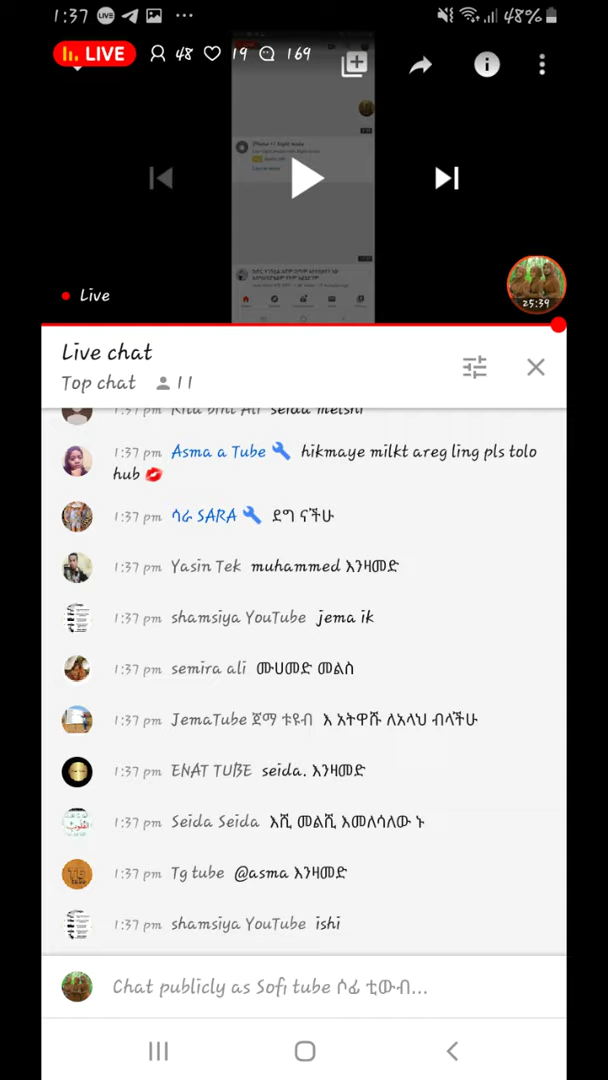 1:37 LIVE 48%
LIVE 48 19 169
iPhone 11 Night mode
Live
25:39
Live chat
Top chat 11
1:37 pm Asma a Tube hikmaye milkt areg ling pls tolo
hub 💋
1:37 pm ሳራ SARA ደግ ናችሁ
1:37 pm Yasin Tek muhammed እንዛመድ
1:37 pm shamsiya YouTube jema ik
1:37 pm semira ali ሙሀመድ መልስ
1:37 pm JemaTube ጀማ ቱዩብ እ አትዋሹ ለአላህ ብላችሁ
1:37 pm ENAT TUBE seida. እንዛመድ
1:37 pm Seida Seida እሺ መልሺ እመለሳለው ኑ
1:37 pm Tg tube @asma እንዛመድ
1:37 pm shamsiya YouTube ishi
Chat publicly as Sofi tube ሶፊ ቲውብ...